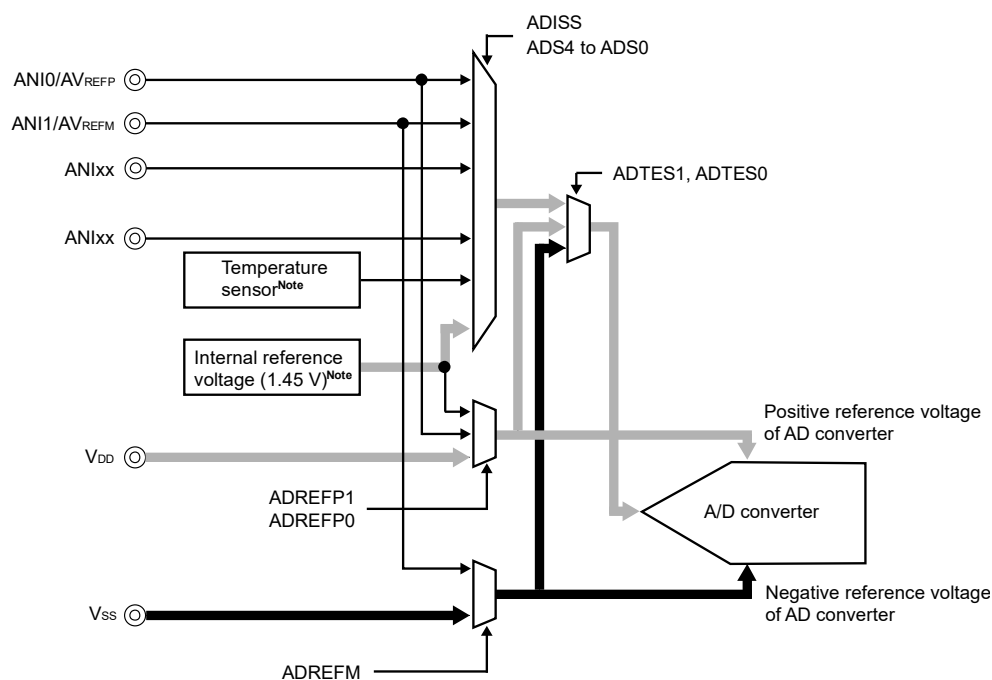 ADISS
ADS4 to ADS0
ANI0/AVREFP
ANI1/AVREFM
ANIxx
ADTES1, ADTES0
ANIxx
Temperature
sensorNote
Internal reference
voltage (1.45 V)Note
Positive reference voltage
of AD converter
VDD
ADREFP1
ADREFP0
A/D converter
Negative reference voltage
of AD converter
VSS
ADREFM